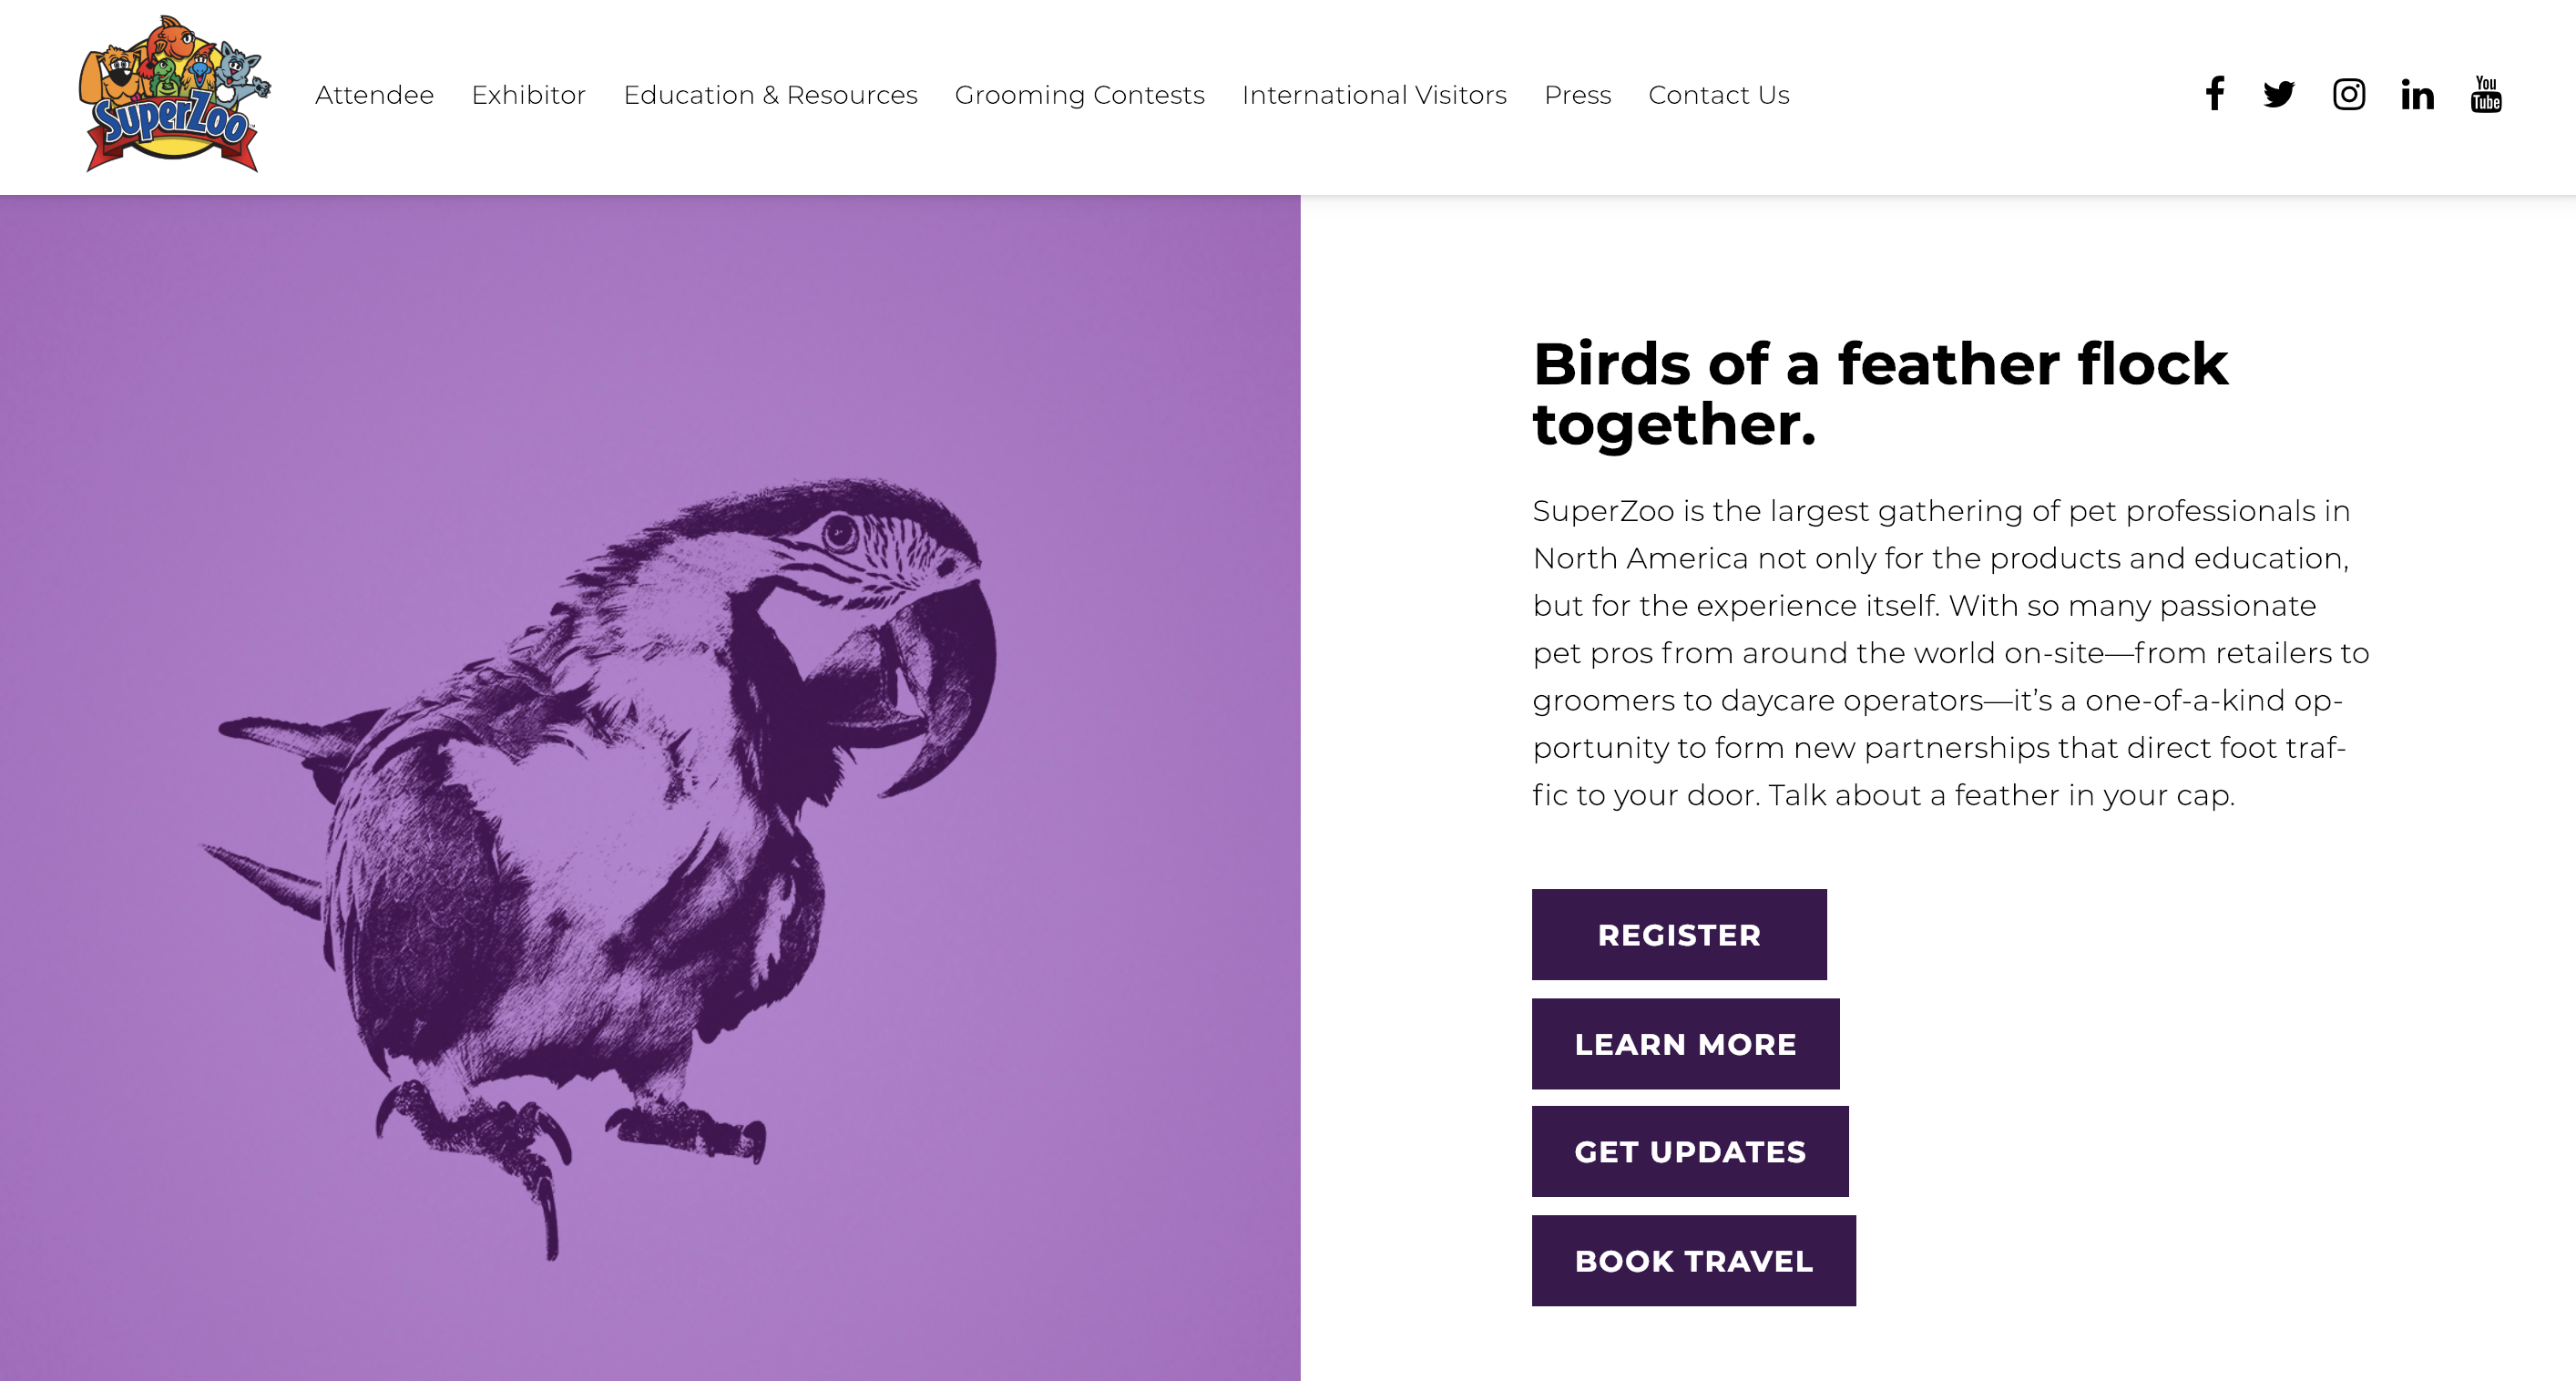 SuperZoo
Attendee Exhibitor Education & Resources Grooming Contests International Visitors Press Contact Us
You
Tube
Birds of a feather flock
together.
SuperZoo is the largest gathering of pet professionals in
North America not only for the products and education,
but for the experience itself. With so many passionate
pet pros from around the world on-site—from retailers to
groomers to daycare operators—it’s a one-of-a-kind op-
portunity to form new partnerships that direct foot traf-
fic to your door. Talk about a feather in your cap.
REGISTER
LEARN MORE
GET UPDATES
BOOK TRAVEL